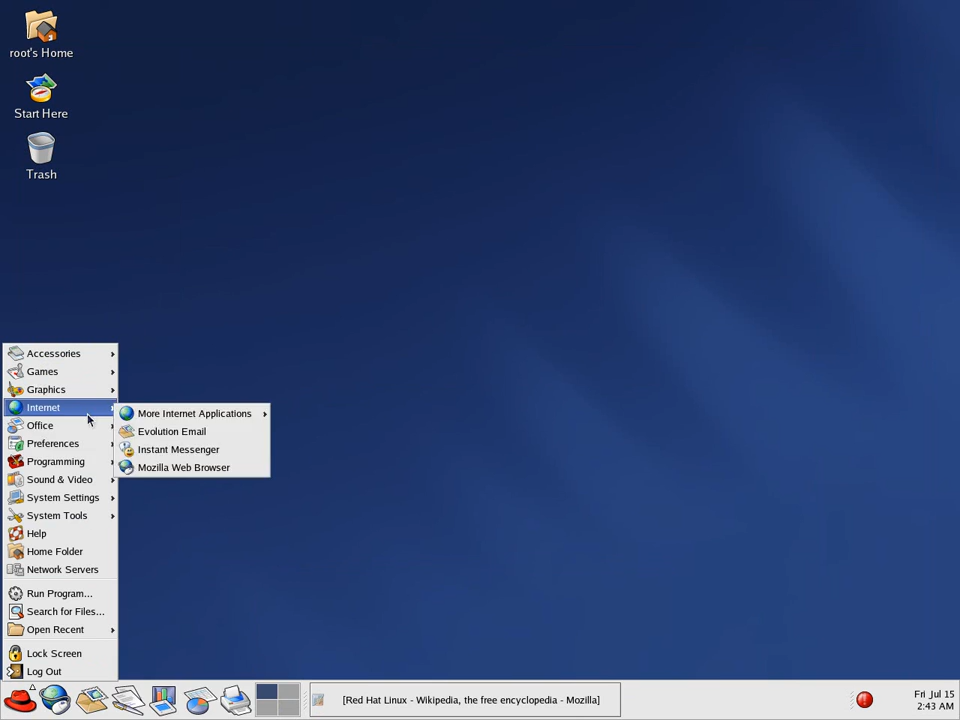 root's Home
Start Here
Trash
Accessories
Games
Graphics
Internet
Office
Preferences
Programming
Sound & Video
System Settings
System Tools
Help
Home Folder
Network Servers
Run Program...
Search for Files...
Open Recent
Lock Screen
Log Out
More Internet Applications
Evolution Email
Instant Messenger
Mozilla Web Browser
[Red Hat Linux - Wikipedia, the free encyclopedia - Mozilla]
Fri Jul 15
2:43 AM